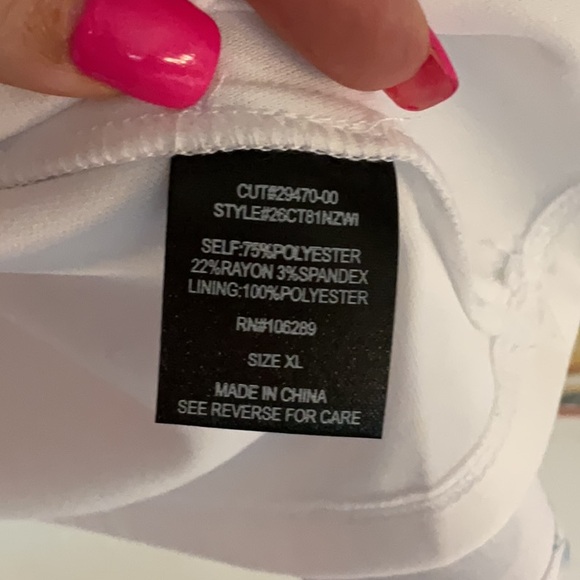 CUT#29470-00
STYLE#26CT81NZWI
SELF:75%POLYESTER
22%RAYON 3%SPANDEX
LINING:100%POLYESTER
RN#106289
SIZE XL
MADE IN CHINA
SEE REVERSE FOR CARE